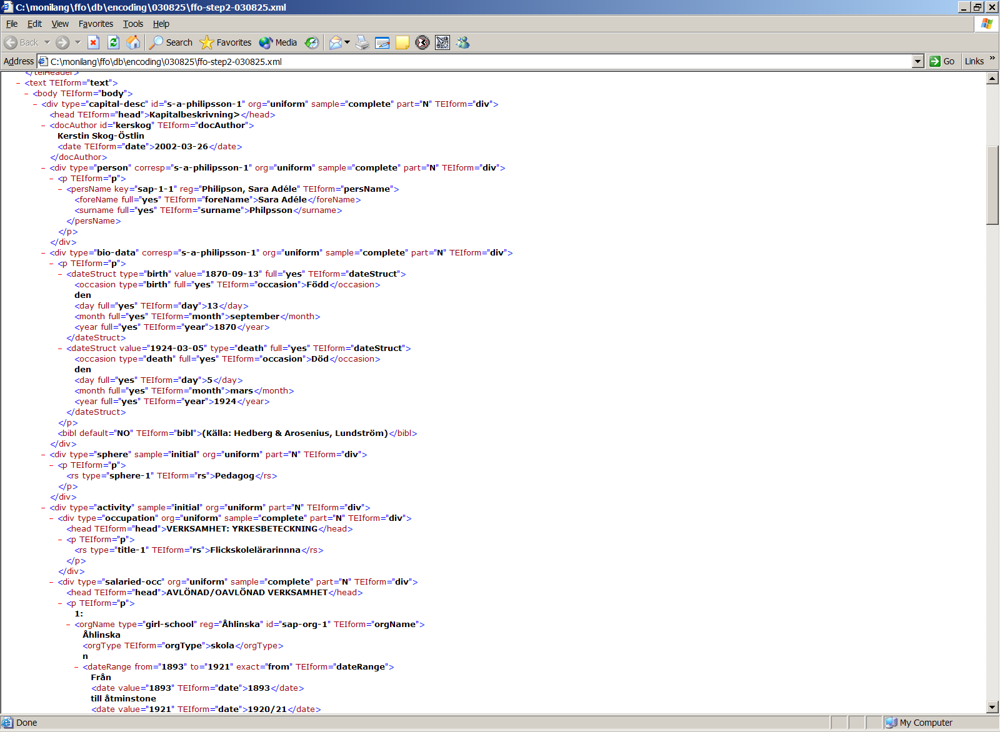 C:\monilang\ffo\db\encoding\030825\ffo-step2-030825.xml
File Edit View Favorites Tools Help
Back Search Favorites Media
Address C:\monilang\ffo\db\encoding\030825\ffo-step2-030825.xml Go Links »
</teiHeader>
- <text TEIform="text">
- <body TEIform="body">
- <div type="capital-desc" id="s-a-philipsson-1" org="uniform" sample="complete" part="N" TEIform="div">
<head TEIform="head">Kapitalbeskrivning></head>
- <docAuthor id="kerskog" TEIform="docAuthor">
Kerstin Skog-Östlin
<date TEIform="date">2002-03-26</date>
</docAuthor>
- <div type="person" corresp="s-a-philipsson-1" org="uniform" sample="complete" part="N" TEIform="div">
- <p TEIform="p">
- <persName key="sap-1-1" reg="Philipson, Sara Adéle" TEIform="persName">
<foreName full="yes" TEIform="foreName">Sara Adéle</foreName>
<surname full="yes" TEIform="surname">Philpsson</surname>
</persName>
</p>
</div>
- <div type="bio-data" corresp="s-a-philipsson-1" org="uniform" sample="complete" part="N" TEIform="div">
- <p TEIform="p">
- <dateStruct type="birth" value="1870-09-13" full="yes" TEIform="dateStruct">
<occasion type="birth" full="yes" TEIform="occasion">Född</occasion>
den
<day full="yes" TEIform="day">13</day>
<month full="yes" TEIform="month">september</month>
<year full="yes" TEIform="year">1870</year>
</dateStruct>
- <dateStruct value="1924-03-05" type="death" full="yes" TEIform="dateStruct">
<occasion type="death" full="yes" TEIform="occasion">Död</occasion>
den
<day full="yes" TEIform="day">5</day>
<month full="yes" TEIform="month">mars</month>
<year full="yes" TEIform="year">1924</year>
</dateStruct>
</p>
<bibl default="NO" TEIform="bibl">(Källa: Hedberg & Arosenius, Lundström)</bibl>
</div>
- <div type="sphere" sample="initial" org="uniform" part="N" TEIform="div">
- <p TEIform="p">
<rs type="sphere-1" TEIform="rs">Pedagog</rs>
</p>
</div>
- <div type="activity" sample="initial" org="uniform" part="N" TEIform="div">
- <div type="occupation" org="uniform" sample="complete" part="N" TEIform="div">
<head TEIform="head">VERKSAMHET: YRKESBETECKNING</head>
- <p TEIform="p">
<rs type="title-1" TEIform="rs">Flickskolelärarinnna</rs>
</p>
</div>
- <div type="salaried-occ" org="uniform" sample="complete" part="N" TEIform="div">
<head TEIform="head">AVLÖNAD/OAVLÖNAD VERKSAMHET</head>
- <p TEIform="p">
1:
- <orgName type="girl-school" reg="Åhlinska" id="sap-org-1" TEIform="orgName">
Åhlinska
<orgType TEIform="orgType">skola</orgType>
n
- <dateRange from="1893" to="1921" exact="from" TEIform="dateRange">
Från
<date value="1893" TEIform="date">1893</date>
till åtminstone
<date value="1921" TEIform="date">1920/21</date>
Done My Computer